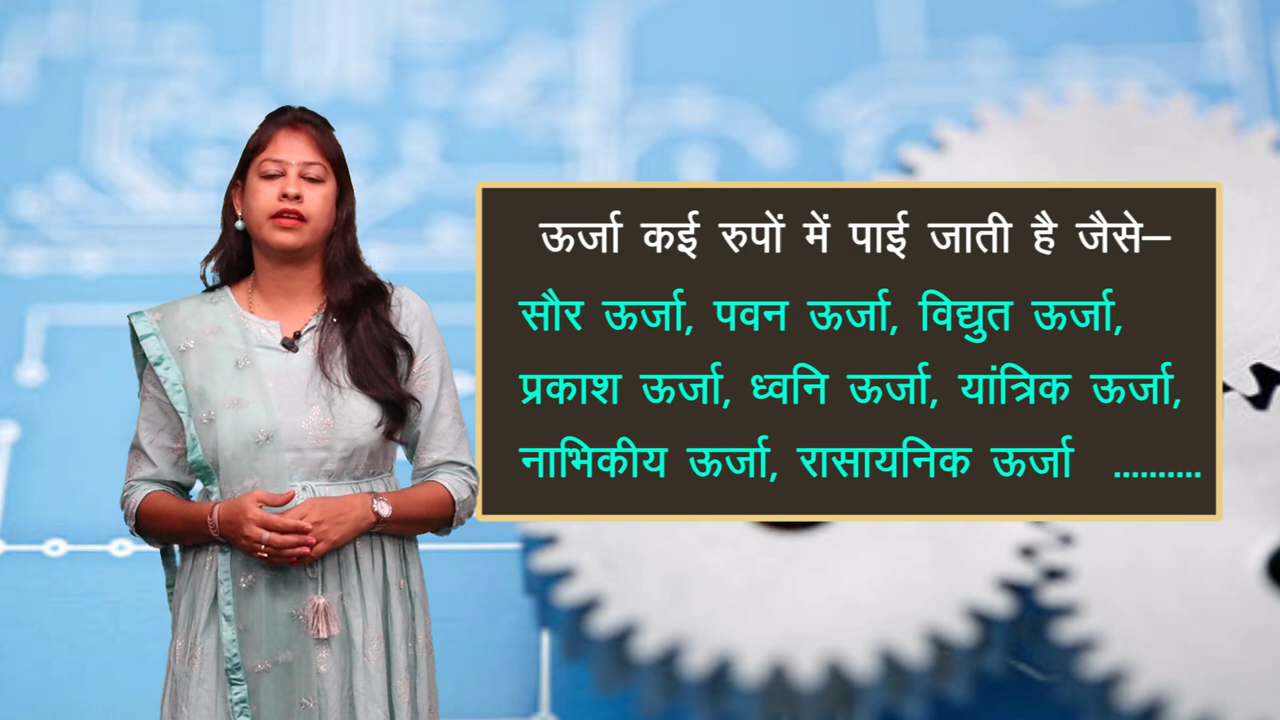 ऊर्जा कई रुपों में पाई जाती है जैसे–
सौर ऊर्जा, पवन ऊर्जा, विद्युत ऊर्जा,
प्रकाश ऊर्जा, ध्वनि ऊर्जा, यांत्रिक ऊर्जा,
नाभिकीय ऊर्जा, रासायनिक ऊर्जा ..........